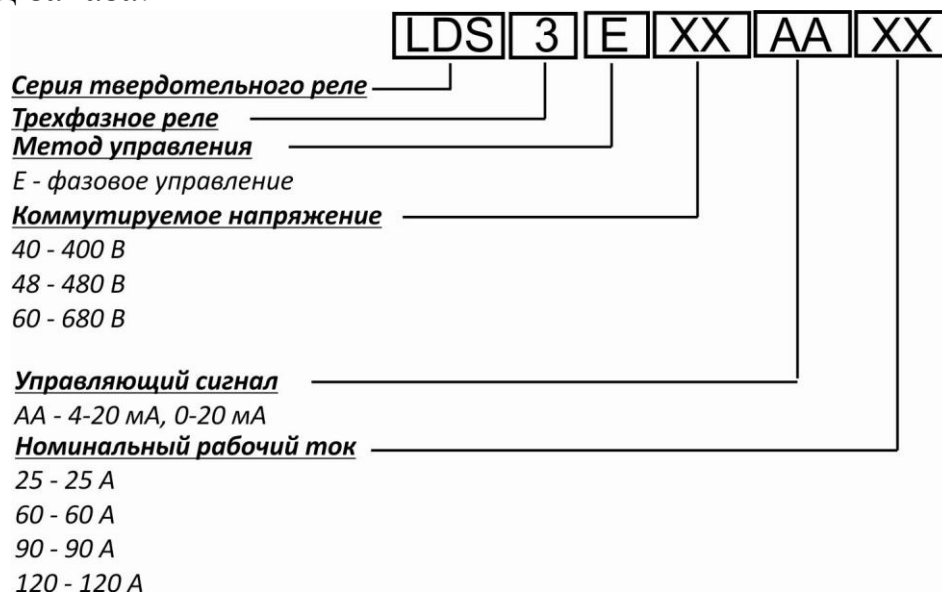 LDS 3 E XX AA XX
Серия твердотельного реле
Трехфазное реле
Метод управления
Е - фазовое управление
Коммутируемое напряжение
40 - 400 В
48 - 480 В
60 - 680 В
Управляющий сигнал
АА - 4-20 мА, 0-20 мА
Номинальный рабочий ток
25 - 25 А
60 - 60 А
90 - 90 А
120 - 120 А